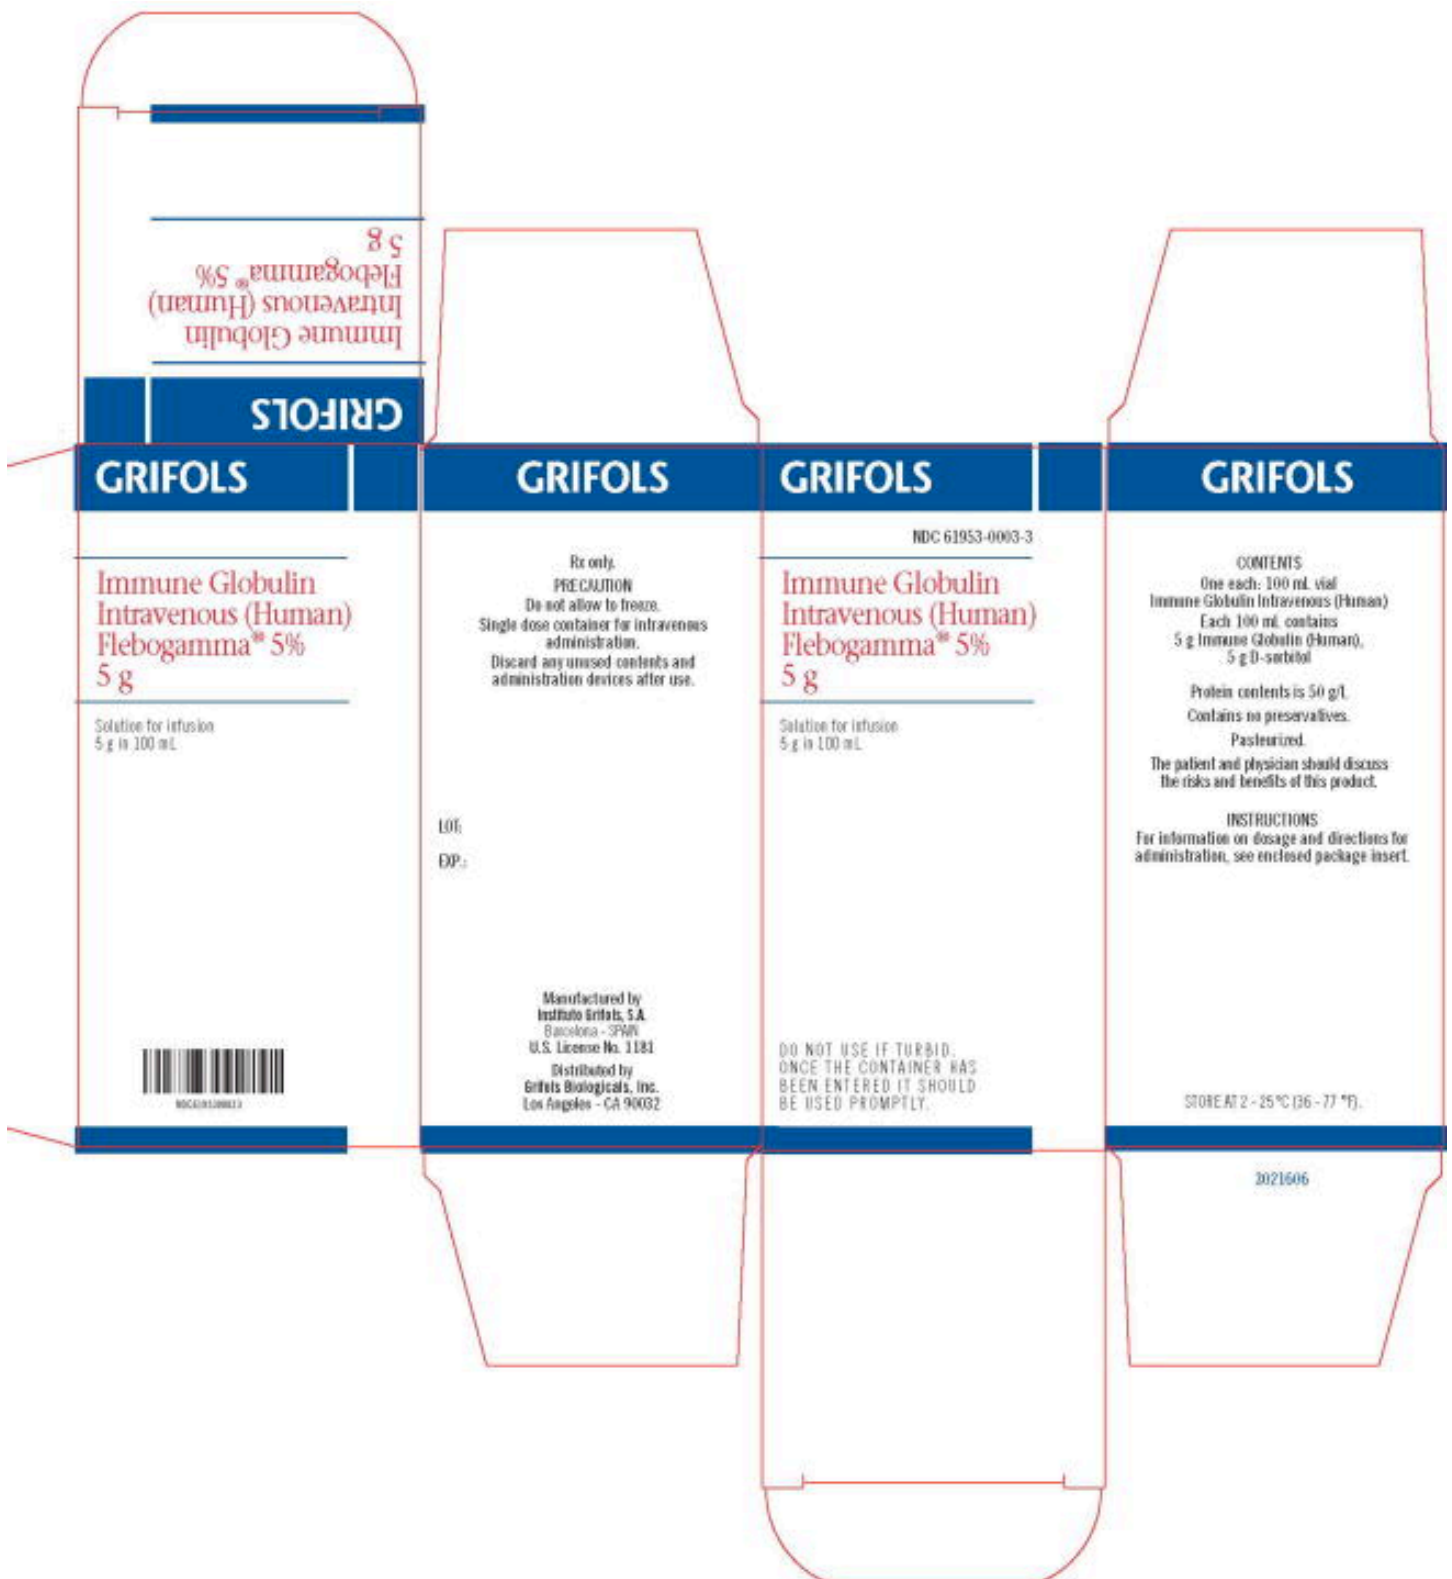 GRIFOLS
Immune Globulin
Intravenous (Human)
Flebogamma® 5%
5 g
GRIFOLS
Immune Globulin
Intravenous (Human)
Flebogamma® 5%
5 g
Solution for infusion
5 g in 100 mL
GRIFOLS
Rx only.
PRECAUTION
Do not allow to freeze.
Single dose container for intravenous
administration.
Discard any unused contents and
administration devices after use.
LOT:
EXP.:
Manufactured by
Instituto Grifols, S.A.
Barcelona - SPAIN
U.S. License No. 1181
Distributed by
Grifols Biologicals, Inc.
Los Angeles - CA 90032
GRIFOLS
NDC 61953-0003-3
Immune Globulin
Intravenous (Human)
Flebogamma® 5%
5 g
Solution for infusion
5 g in 100 mL
DO NOT USE IF TURBID.
ONCE THE CONTAINER HAS
BEEN ENTERED IT SHOULD
BE USED PROMPTLY.
GRIFOLS
CONTENTS
One each: 100 mL vial
Immune Globulin Intravenous (Human)
Each 100 mL contains
5 g Immune Globulin (Human),
5 g D-sorbitol
Protein contents is 50 g/L
Contains no preservatives.
Pasteurized.
The patient and physician should discuss
the risks and benefits of this product.
INSTRUCTIONS
For information on dosage and directions for
administration, see enclosed package insert.
STORE AT 2 - 25 °C (36 - 77 °F).
3021606